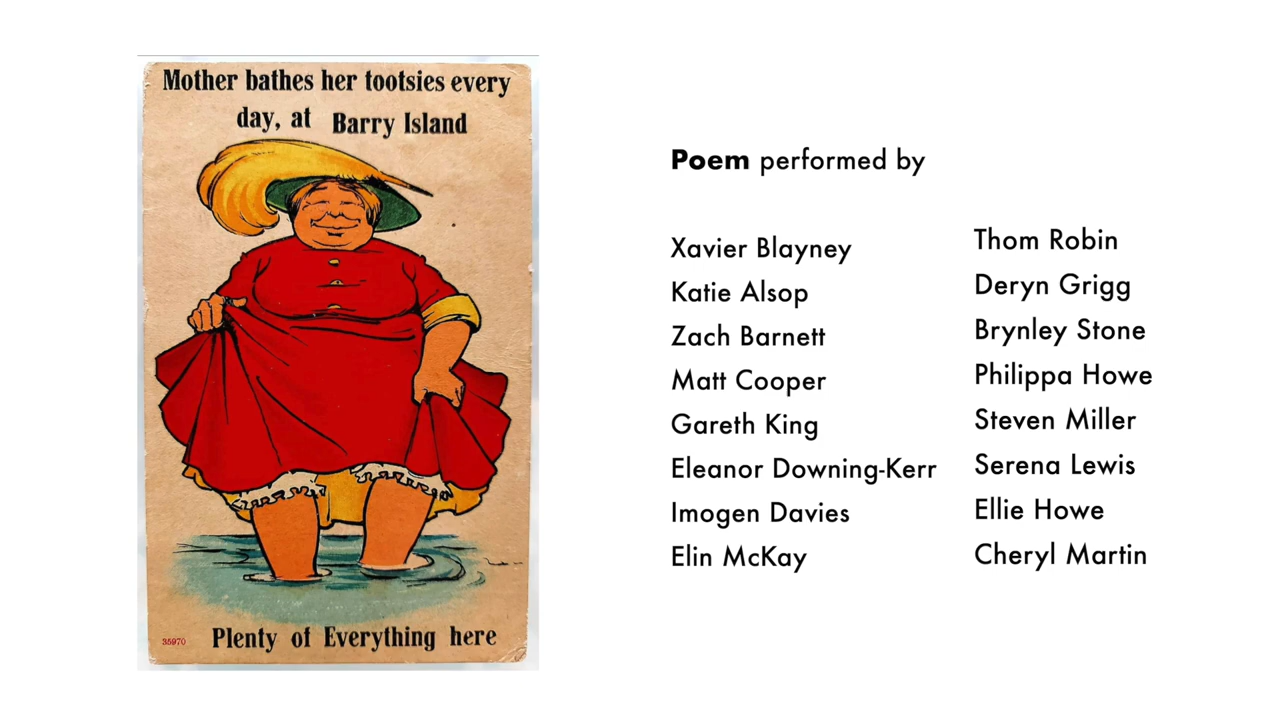 Mother bathes her tootsies every
day, at Barry Island
35970
Plenty of Everything here
Poem performed by
Xavier Blayney
Katie Alsop
Zach Barnett
Matt Cooper
Gareth King
Eleanor Downing-Kerr
Imogen Davies
Elin McKay
Thom Robin
Deryn Grigg
Brynley Stone
Philippa Howe
Steven Miller
Serena Lewis
Ellie Howe
Cheryl Martin